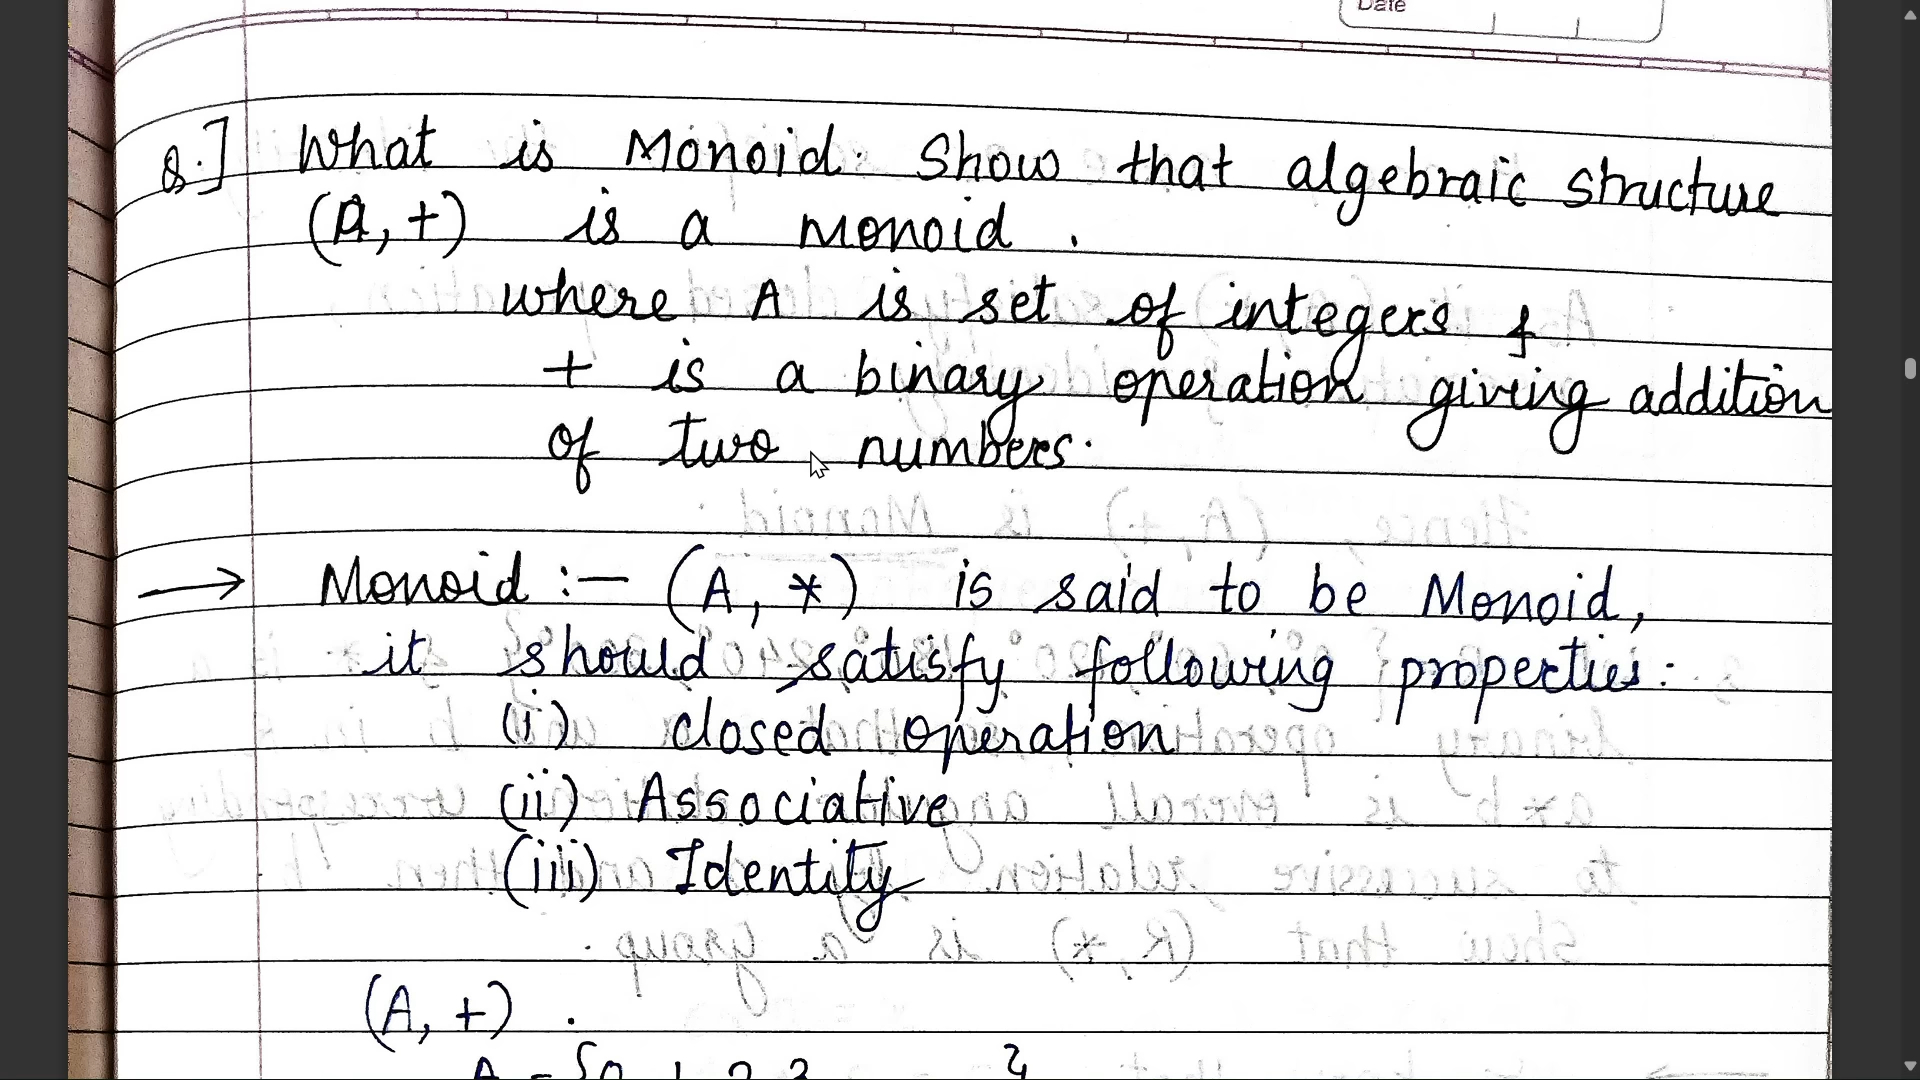 Date
Q.] What is Monoid. Show that algebraic structure
(A, +) is a monoid.
where A is set of integers &
+ is a binary operation giving addition
of two numbers.
→ Monoid :- (A, *) is said to be Monoid,
it should satisfy following properties:
(i) closed operation
(ii) Associative
(iii) Identity
(A, +).